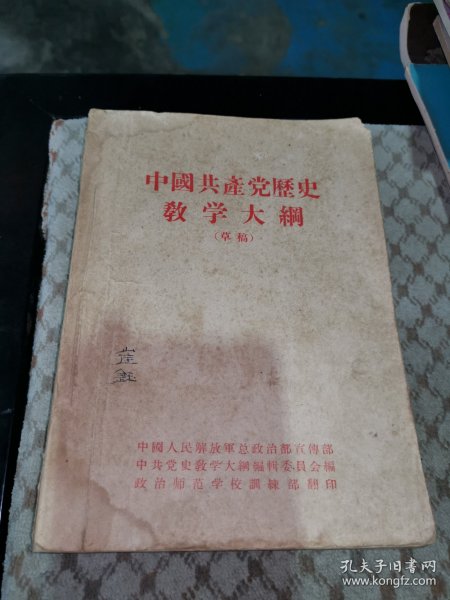 中國共產党歷史
教学大綱
（草稿）
崔
中國人民解放軍总政治部宣傳部
中共党史教学大綱編輯委員会編
政治师范学校訓練部翻印
孔夫子旧书网
www.kongfz.com